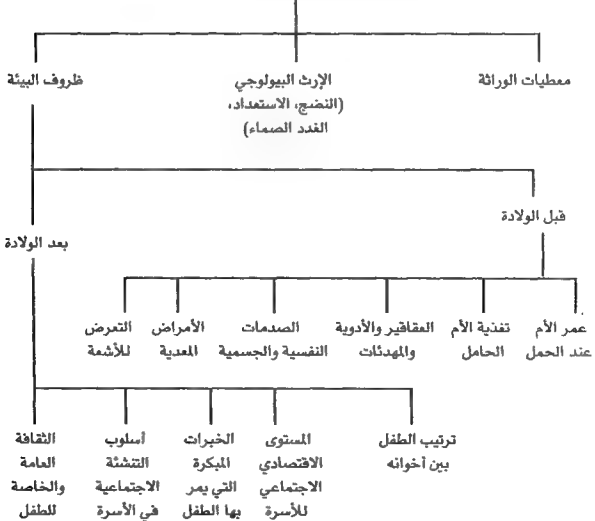 معطيات الوراثة
الإرث البيولوجي
(النضج، الاستعداد،
الغدد الصماء)
ظروف البيئة
قبل الولادة
بعد الولادة
عمر الأم
عند الحمل
تغذية الأم
الحامل
العقاقير والأدوية
والمهدئات
الصدمات
النفسية والجسمية
الأمراض
المعدية
التعرض
للأشعة
ترتيب الطفل
بين أخوانه
المستوى
الاقتصادي
الاجتماعي
للأسرة
الخبرات
المبكرة
التي يمر
بها الطفل
أسلوب
التنشئة
الاجتماعية
في الأسرة
الثقافة
العامة
والخاصة
للطفل